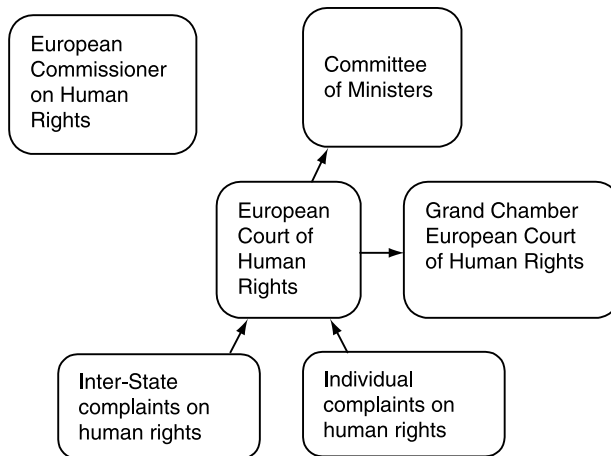 European
Commissioner
on Human
Rights
Committee
of Ministers
European
Court of
Human
Rights
Grand Chamber
European Court
of Human Rights
Inter-State
complaints on
human rights
Individual
complaints on
human rights